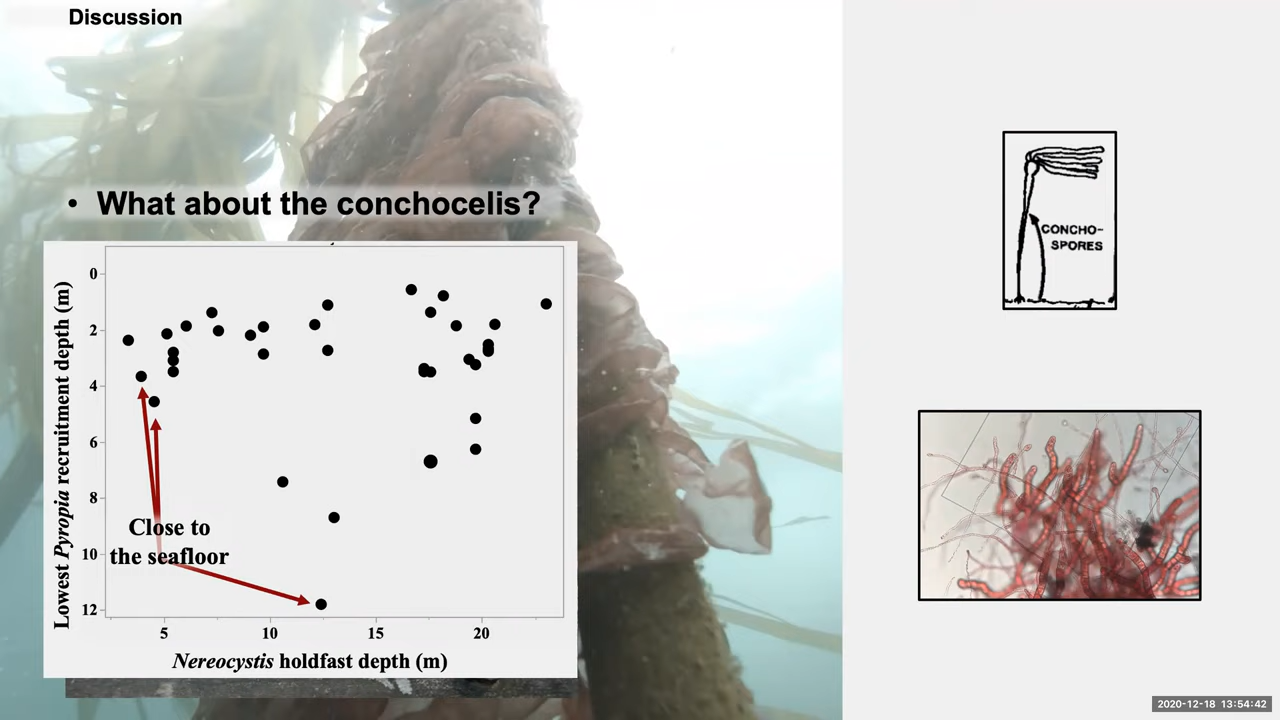 Discussion
• What about the conchocelis?
Lowest Pyropia recruitment depth (m)
0
2
4
6
8
10
12
Close to
the seafloor
5
10
15
20
Nereocystis holdfast depth (m)
CONCHO-
SPORES
2020-12-18 13:54:42